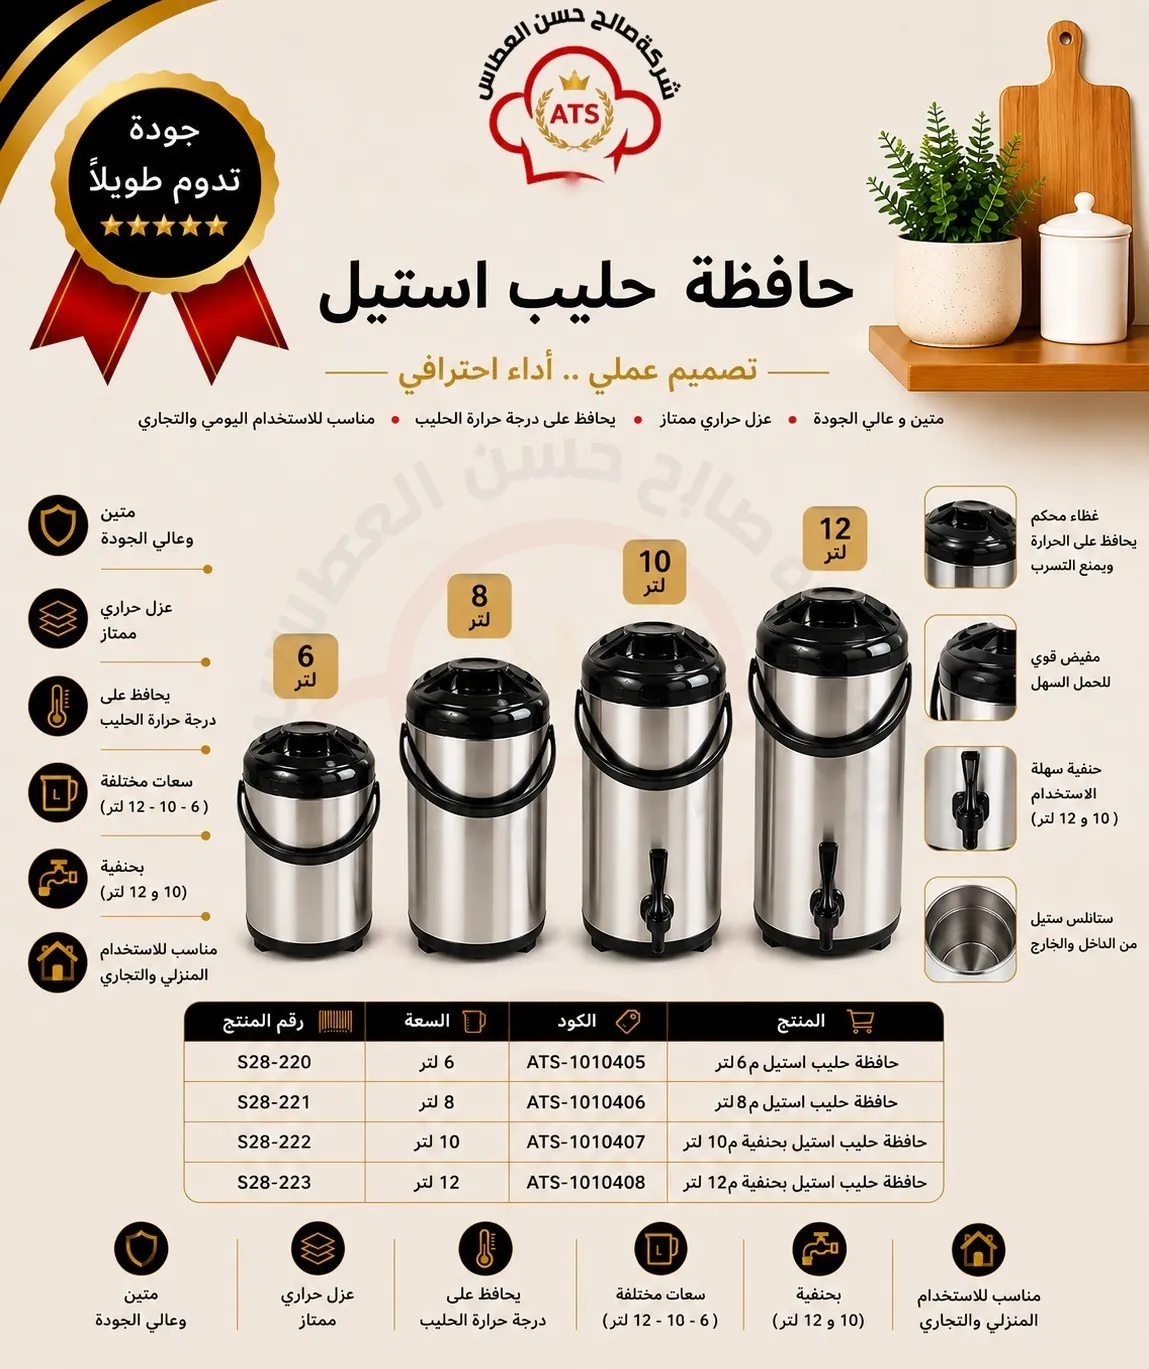 شركة صالح حسن العطاس
ATS
جودة
تدوم طويلاً
حافظة حليب استيل
تصميم عملي .. أداء احترافي
متين و عالي الجودة • عزل حراري ممتاز • يحافظ على درجة حرارة الحليب • مناسب للاستخدام اليومي والتجاري
غظاء محكم
يحافظ على الحرارة
ويمنع التسرب
مفيض قوي
للحمل السهل
حنفية سهلة
الاستخدام
(10 و 12 لتر)
ستانلس ستيل
من الداخل والخارج
12
لتر
10
لتر
8
لتر
6
لتر
متين
وعالي الجودة
عزل حراري
ممتاز
يحافظ على
درجة حرارة الحليب
سعات مختلفة
(6 - 10 - 12 لتر)
L
بحنفية
(10 و 12 لتر)
مناسب للاستخدام
المنزلي والتجاري
المنتج الكود السعة رقم المنتج
حافظة حليب استيل م6لتر ATS-1010405 6 لتر S28-220
حافظة حليب استيل م8لتر ATS-1010406 8 لتر S28-221
حافظة حليب استيل بحنفية م10 لتر ATS-1010407 10 لتر S28-222
حافظة حليب استيل بحنفية م12 لتر ATS-1010408 12 لتر S28-223
مناسب للاستخدام
المنزلي والتجاري
بحنفية
(10 و 12 لتر)
L
سعات مختلفة
(6 - 10 - 12 لتر)
يحافظ على
درجة حرارة الحليب
عزل حراري
ممتاز
متين
وعالي الجودة